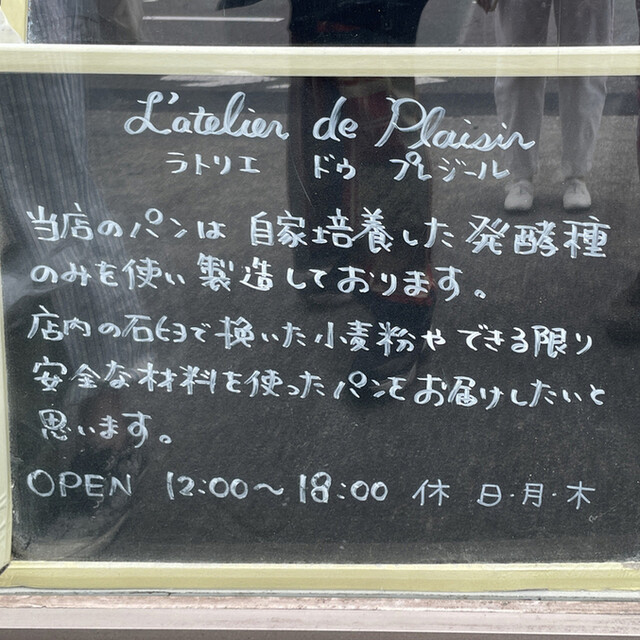 L'atelier de Plaisir
ラトリエ ドゥ プレジール
当店のパンは 自家培養した発酵種
のみを使い製造しております。
店内の石臼で挽いた小麦粉やできる限り
安全な材料を使ったパンをお届けしたいと
思います。
OPEN 12:00〜18:00 休 日・月・木